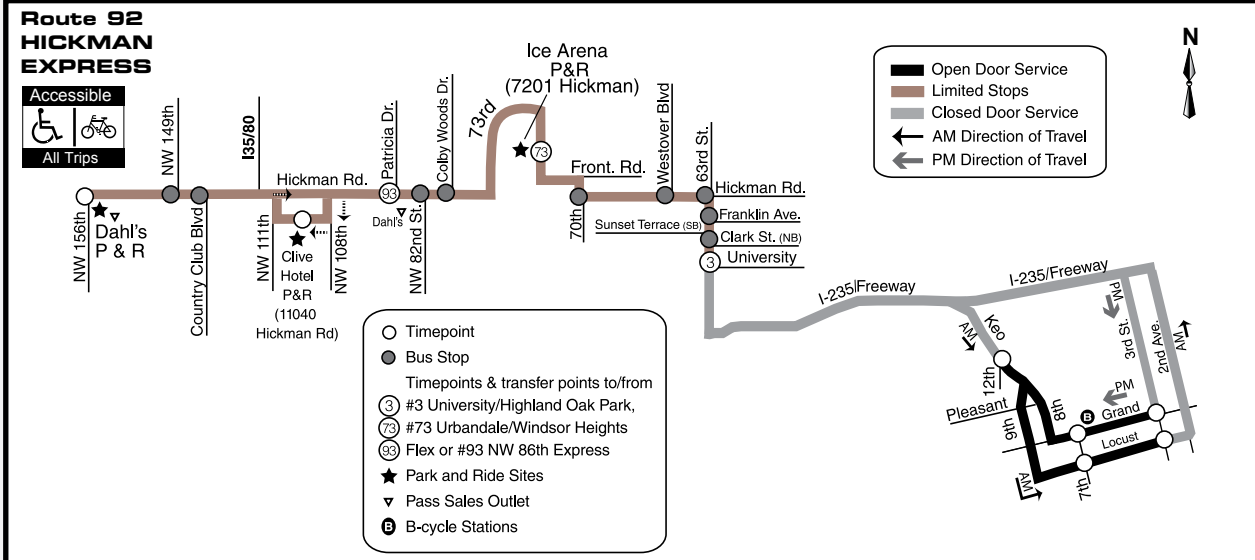 Route 92
HICKMAN
EXPRESS
Accessible
All Trips
N
Open Door Service
Limited Stops
Closed Door Service
AM Direction of Travel
PM Direction of Travel
Ice Arena
P&R
(7201 Hickman)
NW 156th
Dahl's
P & R
NW 149th
Country Club Blvd
I35/80
Hickman Rd.
NW 111th
Clive
Hotel
P&R
(11040
Hickman Rd)
NW 108th
Patricia Dr.
93
Dahl's
NW 82nd St.
Colby Woods Dr.
73rd
73
Front. Rd.
70th
Westover Blvd
63rd St.
Hickman Rd.
Franklin Ave.
Sunset Terrace (SB)
Clark St. (NB)
3
University
I-235/Freeway
I-235/Freeway
AM
Keo
12th
Pleasant
9th
8th
B
Grand
Locust
PM
PM
3rd St.
2nd Ave.
AM
AM
7th
Timepoint
Bus Stop
Timepoints & transfer points to/from
3 #3 University/Highland Oak Park,
73 #73 Urbandale/Windsor Heights
93 Flex or #93 NW 86th Express
Park and Ride Sites
Pass Sales Outlet
B B-cycle Stations